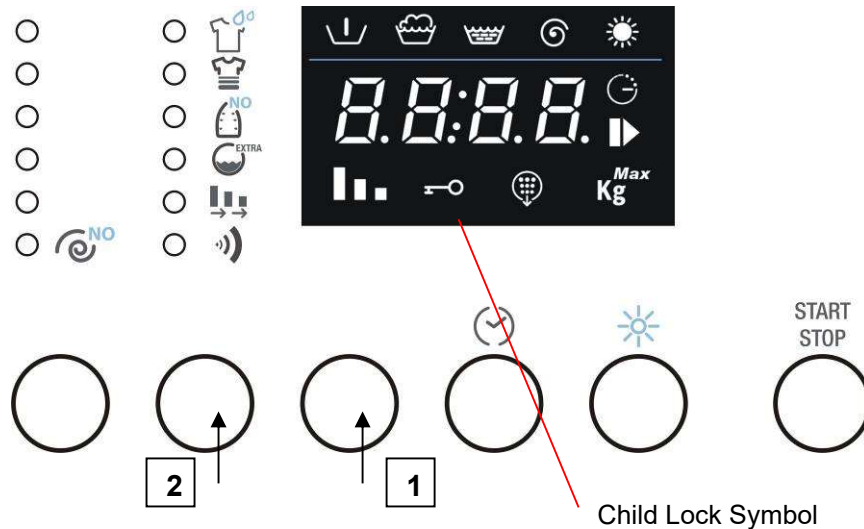 NO
EXTRA
NO
8.8:8.8.
Max
Kg
START
STOP
2
1
Child Lock Symbol